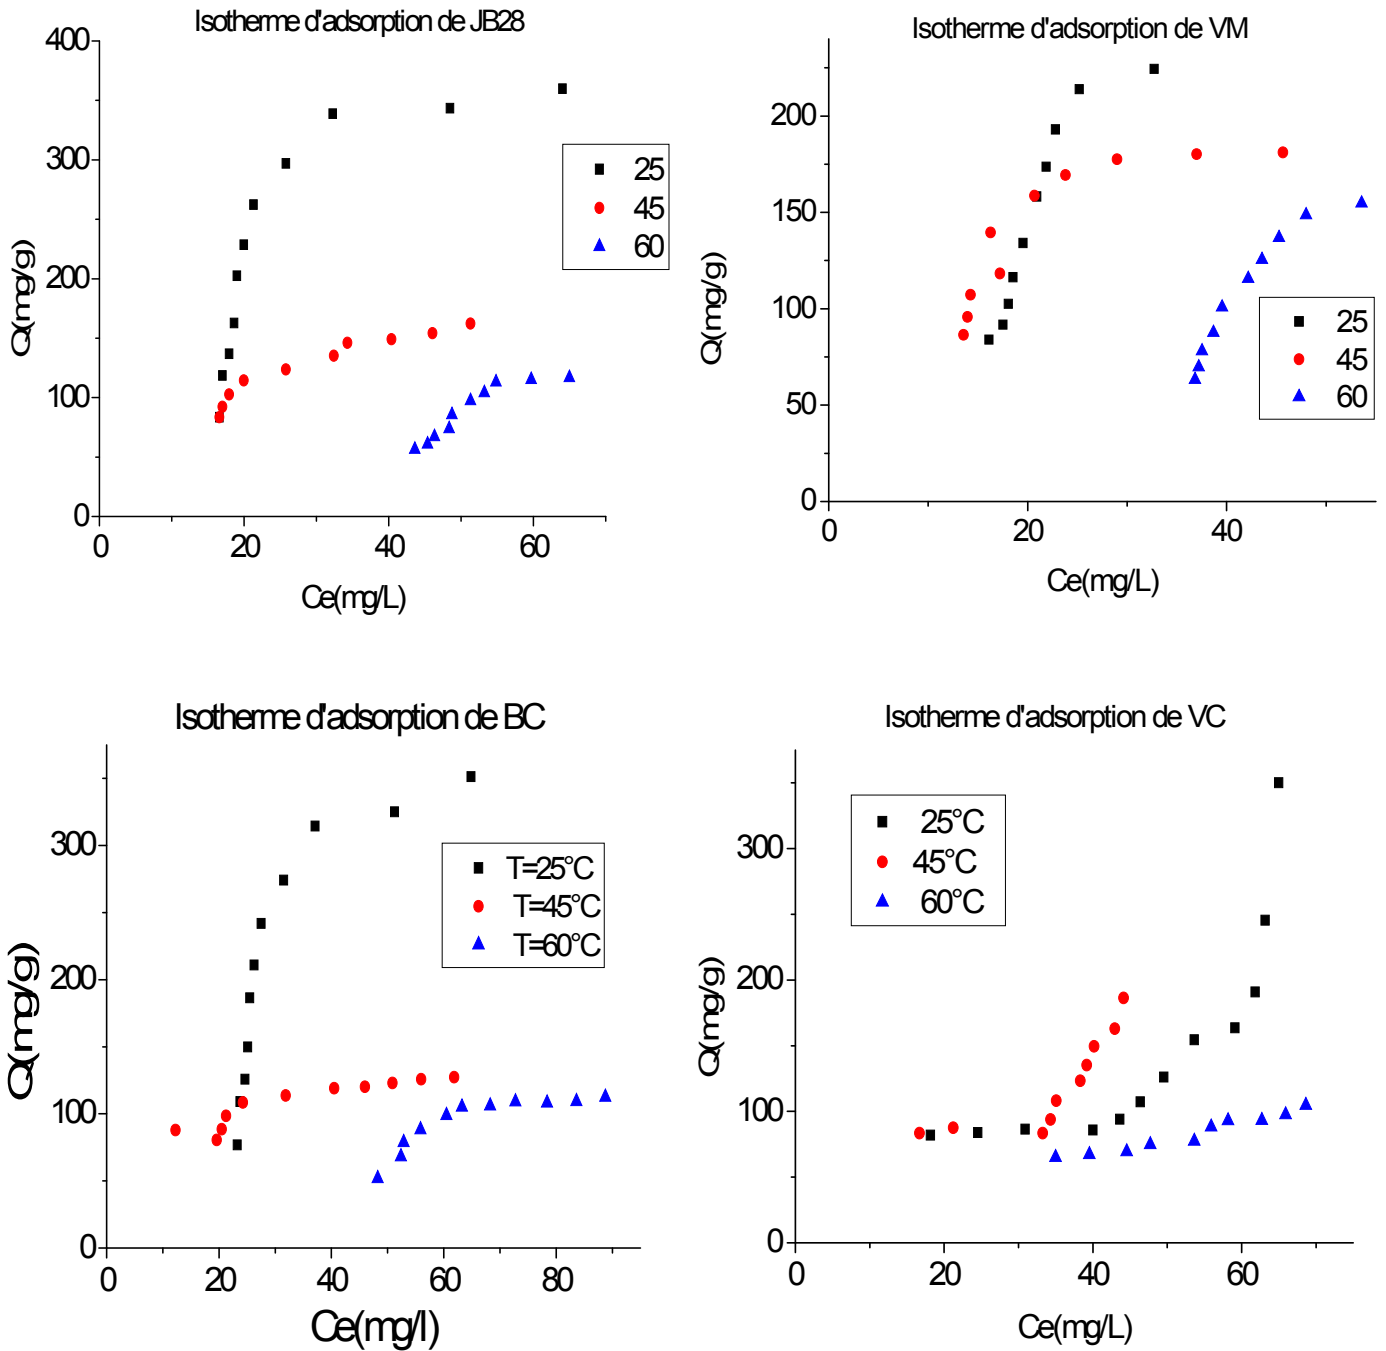 Isotherme d'adsorption de JB28
400
300
200
100
0
Q(mg/g)
0 20 40 60
Ce(mg/L)
25
45
60
Isotherme d'adsorption de VM
200
150
100
50
0
Q(mg/g)
0 20 40
Ce(mg/L)
25
45
60
Isotherme d'adsorption de BC
300
200
100
0
Q(mg/g)
0 20 40 60 80
Ce(mg/l)
T=25°C
T=45°C
T=60°C
Isotherme d'adsorption de VC
300
200
100
0
Q(mg/g)
0 20 40 60
Ce(mg/L)
25°C
45°C
60°C